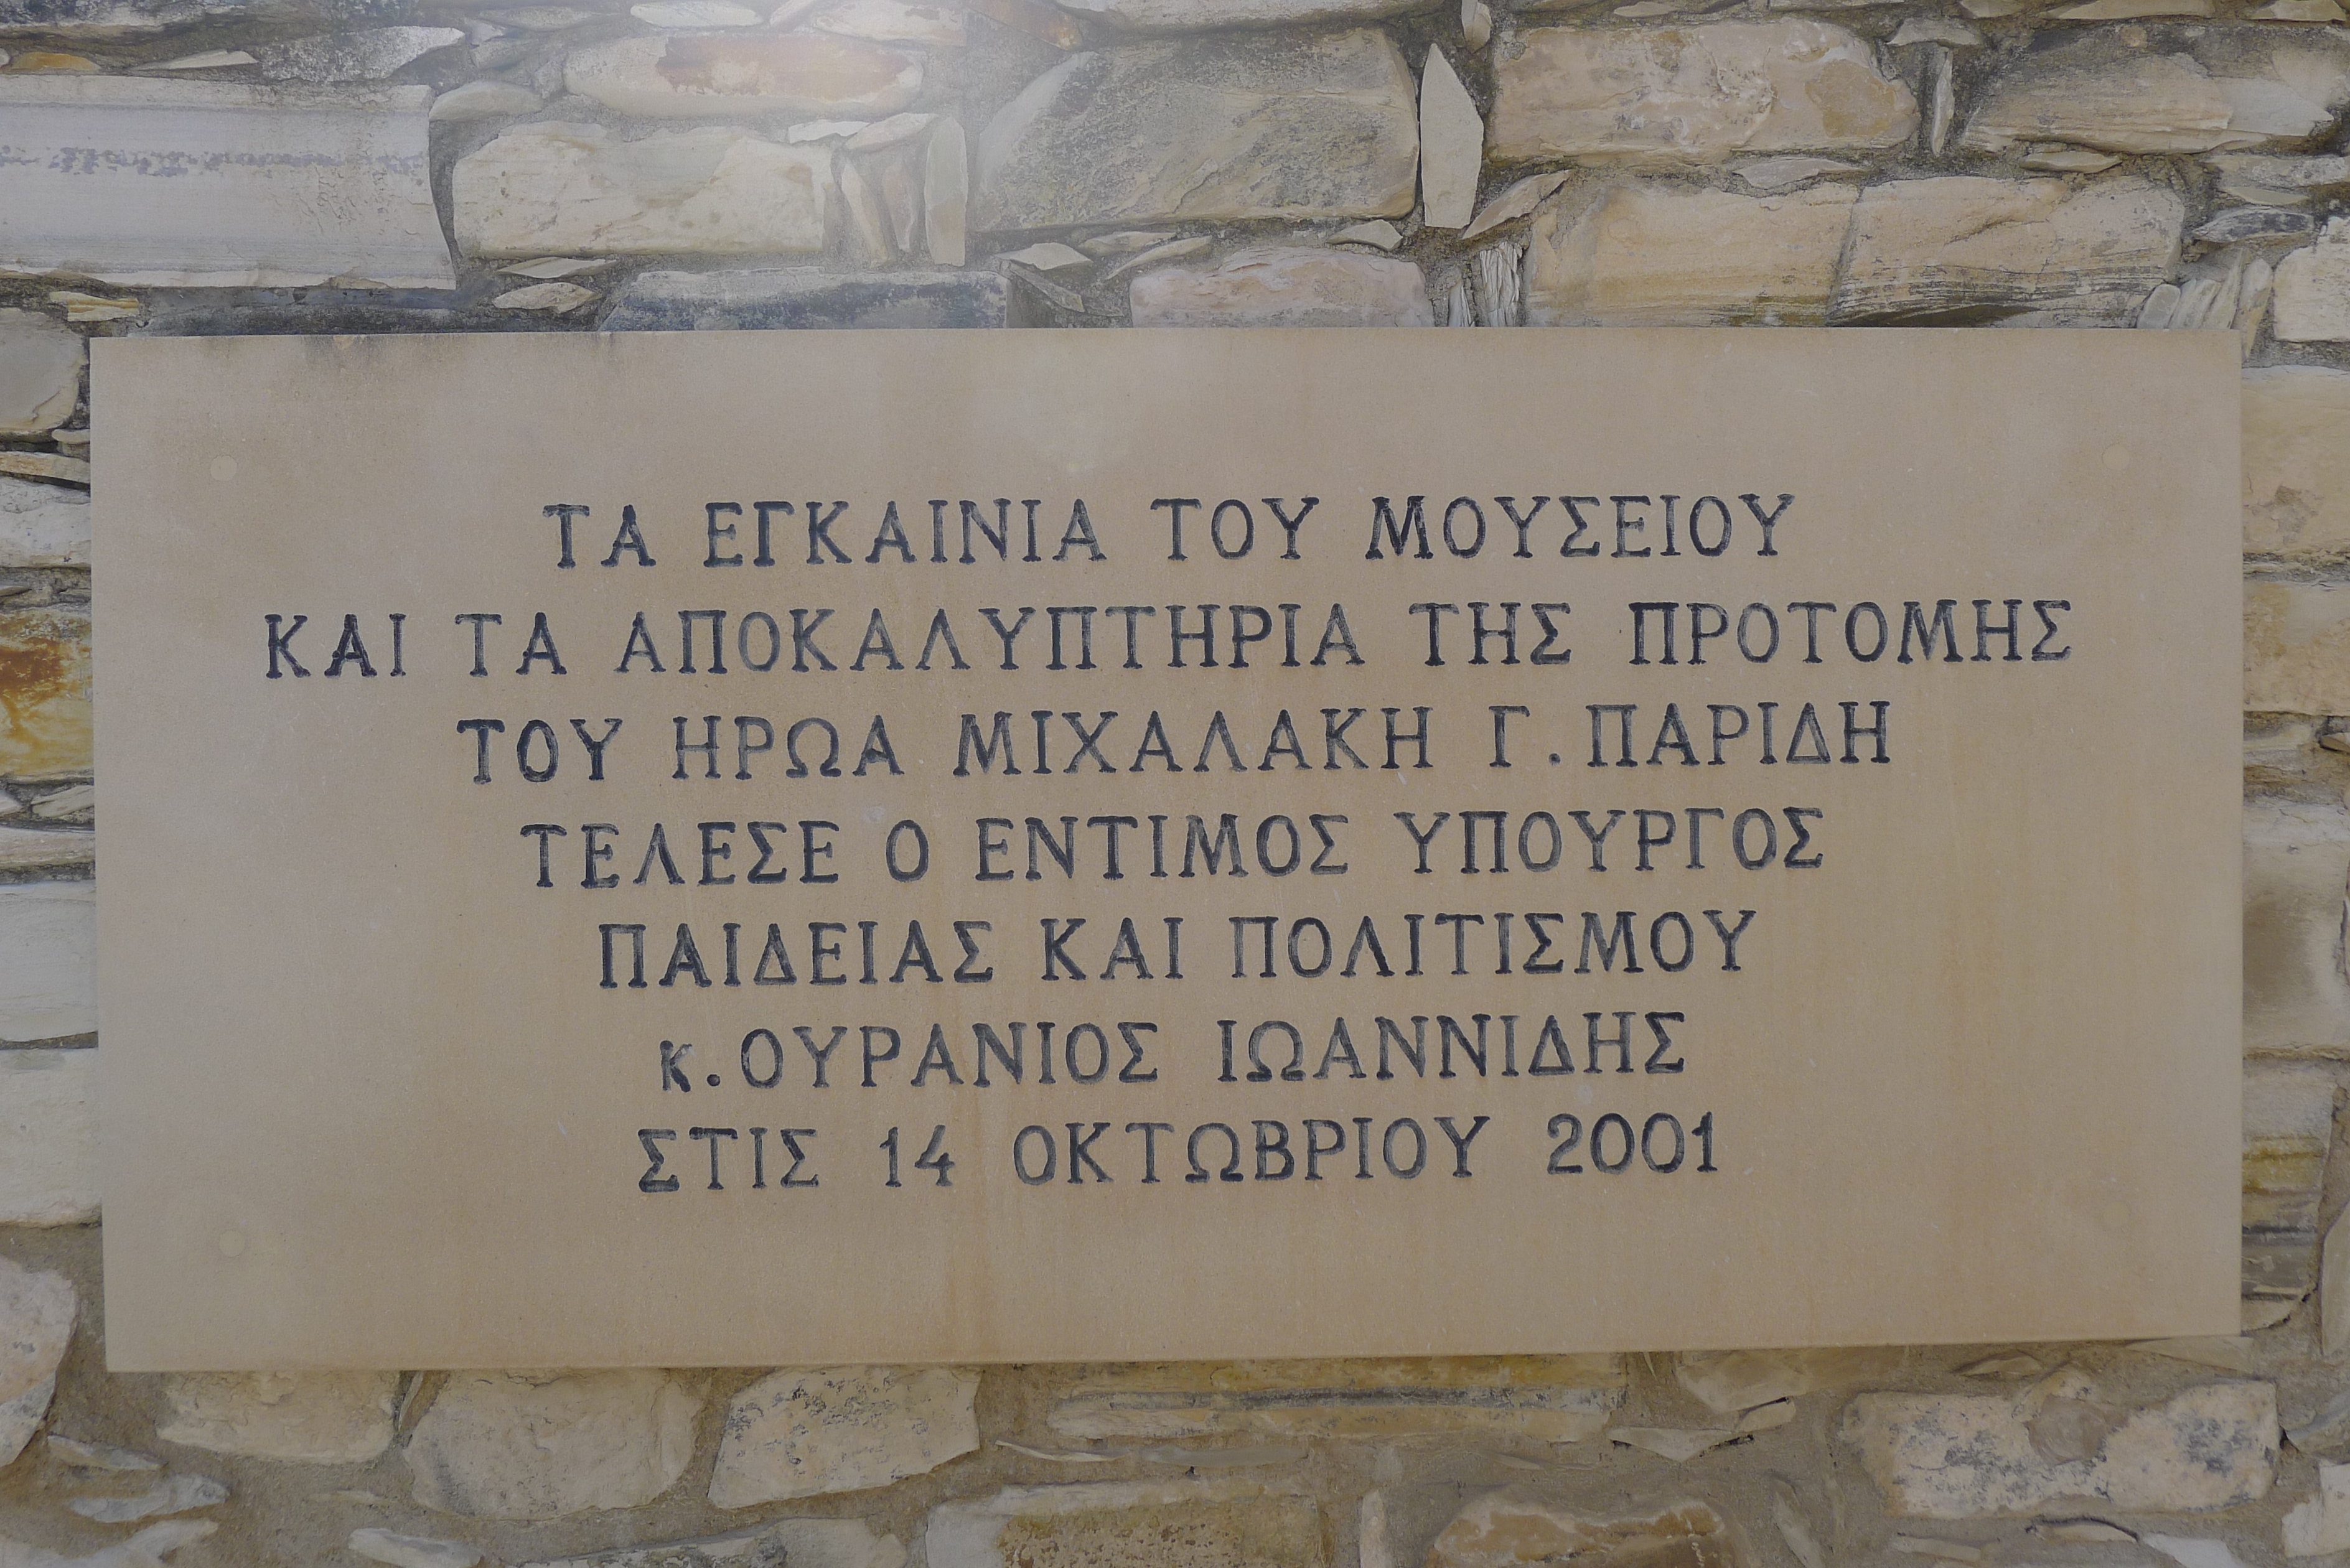 ΤΑ ΕΓΚΑΙΝΙΑ ΤΟΥ ΜΟΥΣΕΙΟΥ
ΚΑΙ ΤΑ ΑΠΟΚΑΛΥΠΤΗΡΙΑ ΤΗΣ ΠΡΟΤΟΜΗΣ
ΤΟΥ ΗΡΩΑ ΜΙΧΑΛΑΚΗ Γ. ΠΑΡΙΔΗ
ΤΕΛΕΣΕ Ο ΕΝΤΙΜΟΣ ΥΠΟΥΡΓΟΣ
ΠΑΙΔΕΙΑΣ ΚΑΙ ΠΟΛΙΤΙΣΜΟΥ
κ. ΟΥΡΑΝΙΟΣ ΙΩΑΝΝΙΔΗΣ
ΣΤΙΣ 14 ΟΚΤΩΒΡΙΟΥ 2001